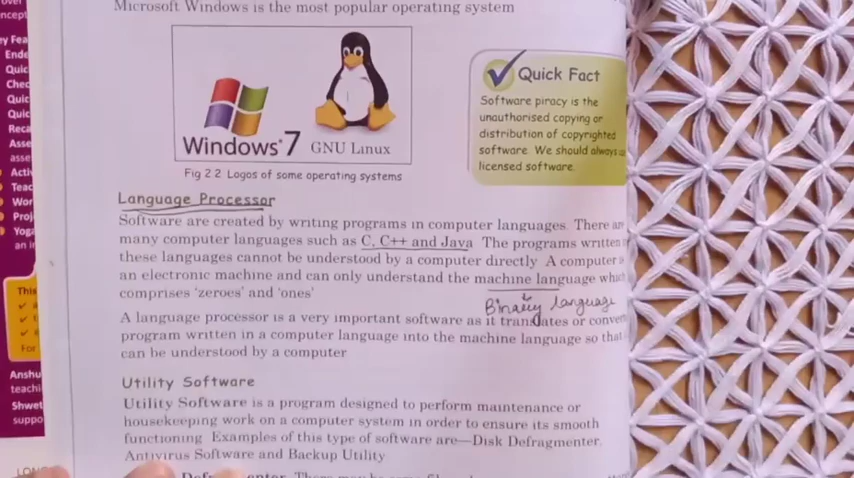 Microsoft Windows is the most popular operating system
Windows 7
GNU Linux
Fig 2.2 Logos of some operating systems
Quick Fact
Software piracy is the
unauthorised copying or
distribution of copyrighted
software. We should always
licensed software.
Language Processor
Software are created by writing programs in computer languages There are
many computer languages such as C, C++ and Java The programs written
these languages cannot be understood by a computer directly A computer
an electronic machine and can only understand the machine language which
comprises 'zeroes' and 'ones'
Binary language
A language processor is a very important software as it translates or
program written in a computer language into the machine language so that
can be understood by a computer
Utility Software
Utility Software is a program designed to perform maintenance or
housekeeping work on a computer system in order to ensure its smooth
functioning Examples of this type of software are—Disk Defragmenter,
Antivirus Software and Backup Utility
This
For
Anshu
teachi
Shwet
suppo